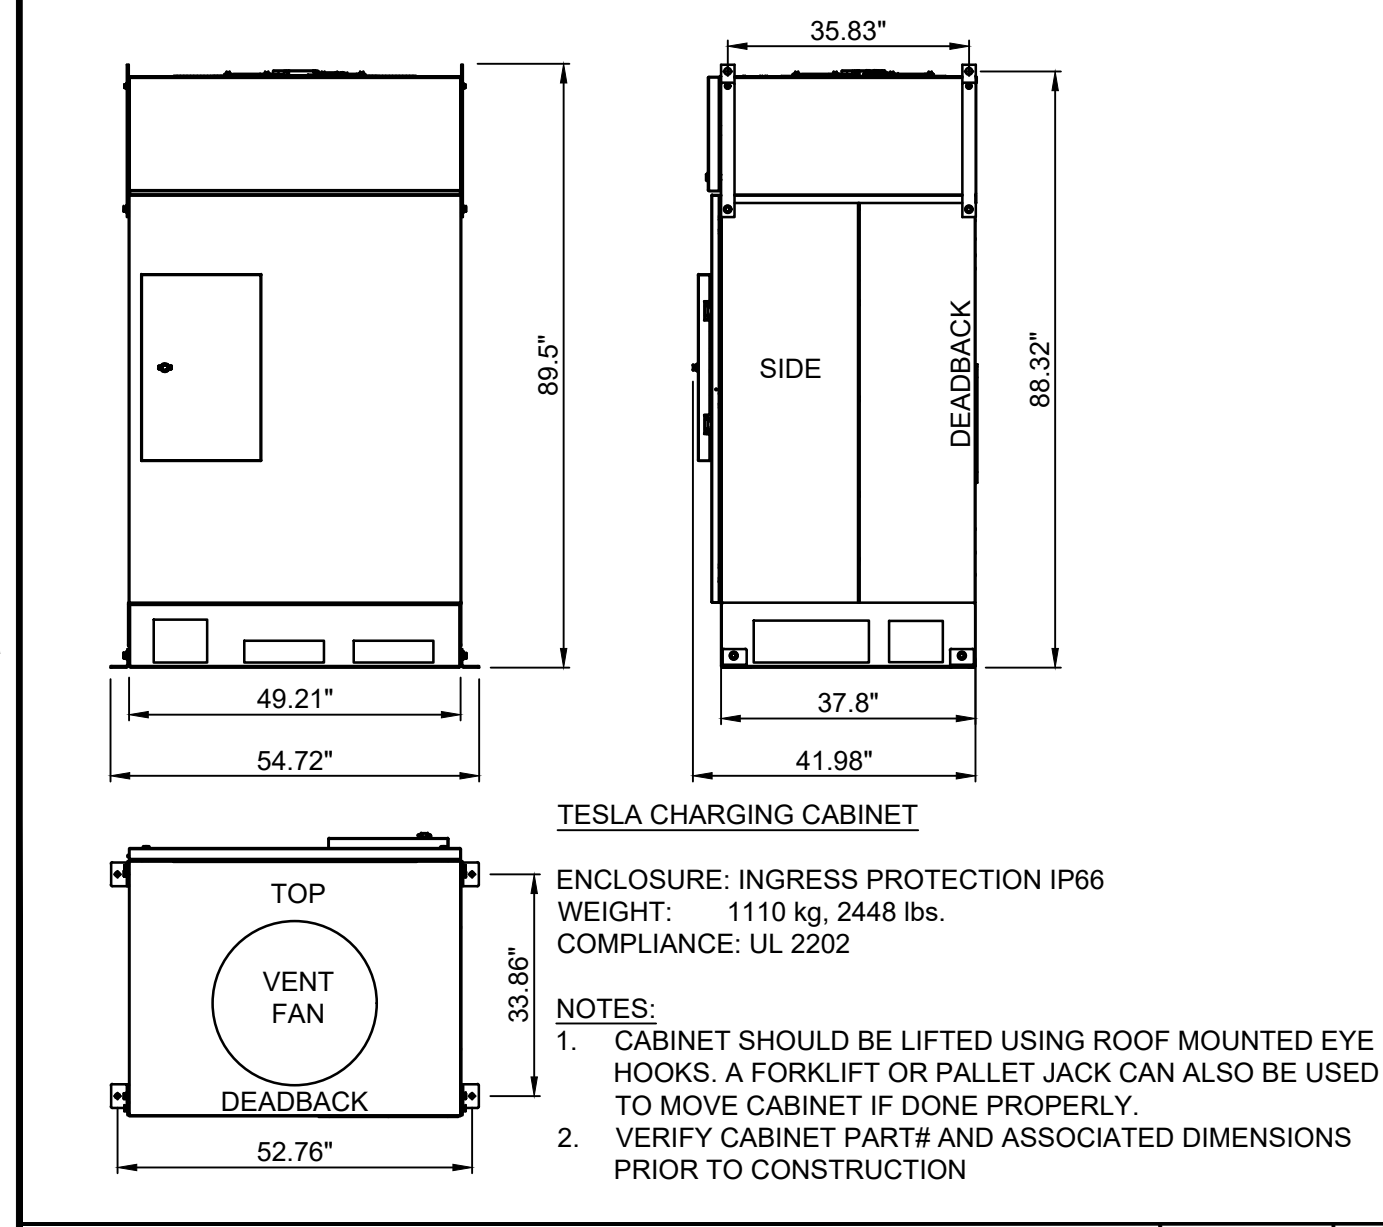 35.83"
89.5"
SIDE
DEADBACK
88.32"
49.21"
54.72"
37.8"
41.98"
TESLA CHARGING CABINET
TOP
VENT
FAN
DEADBACK
33.86"
52.76"
ENCLOSURE: INGRESS PROTECTION IP66
WEIGHT: 1110 kg, 2448 lbs.
COMPLIANCE: UL 2202
NOTES:
1. CABINET SHOULD BE LIFTED USING ROOF MOUNTED EYE
HOOKS. A FORKLIFT OR PALLET JACK CAN ALSO BE USED
TO MOVE CABINET IF DONE PROPERLY.
2. VERIFY CABINET PART# AND ASSOCIATED DIMENSIONS
PRIOR TO CONSTRUCTION